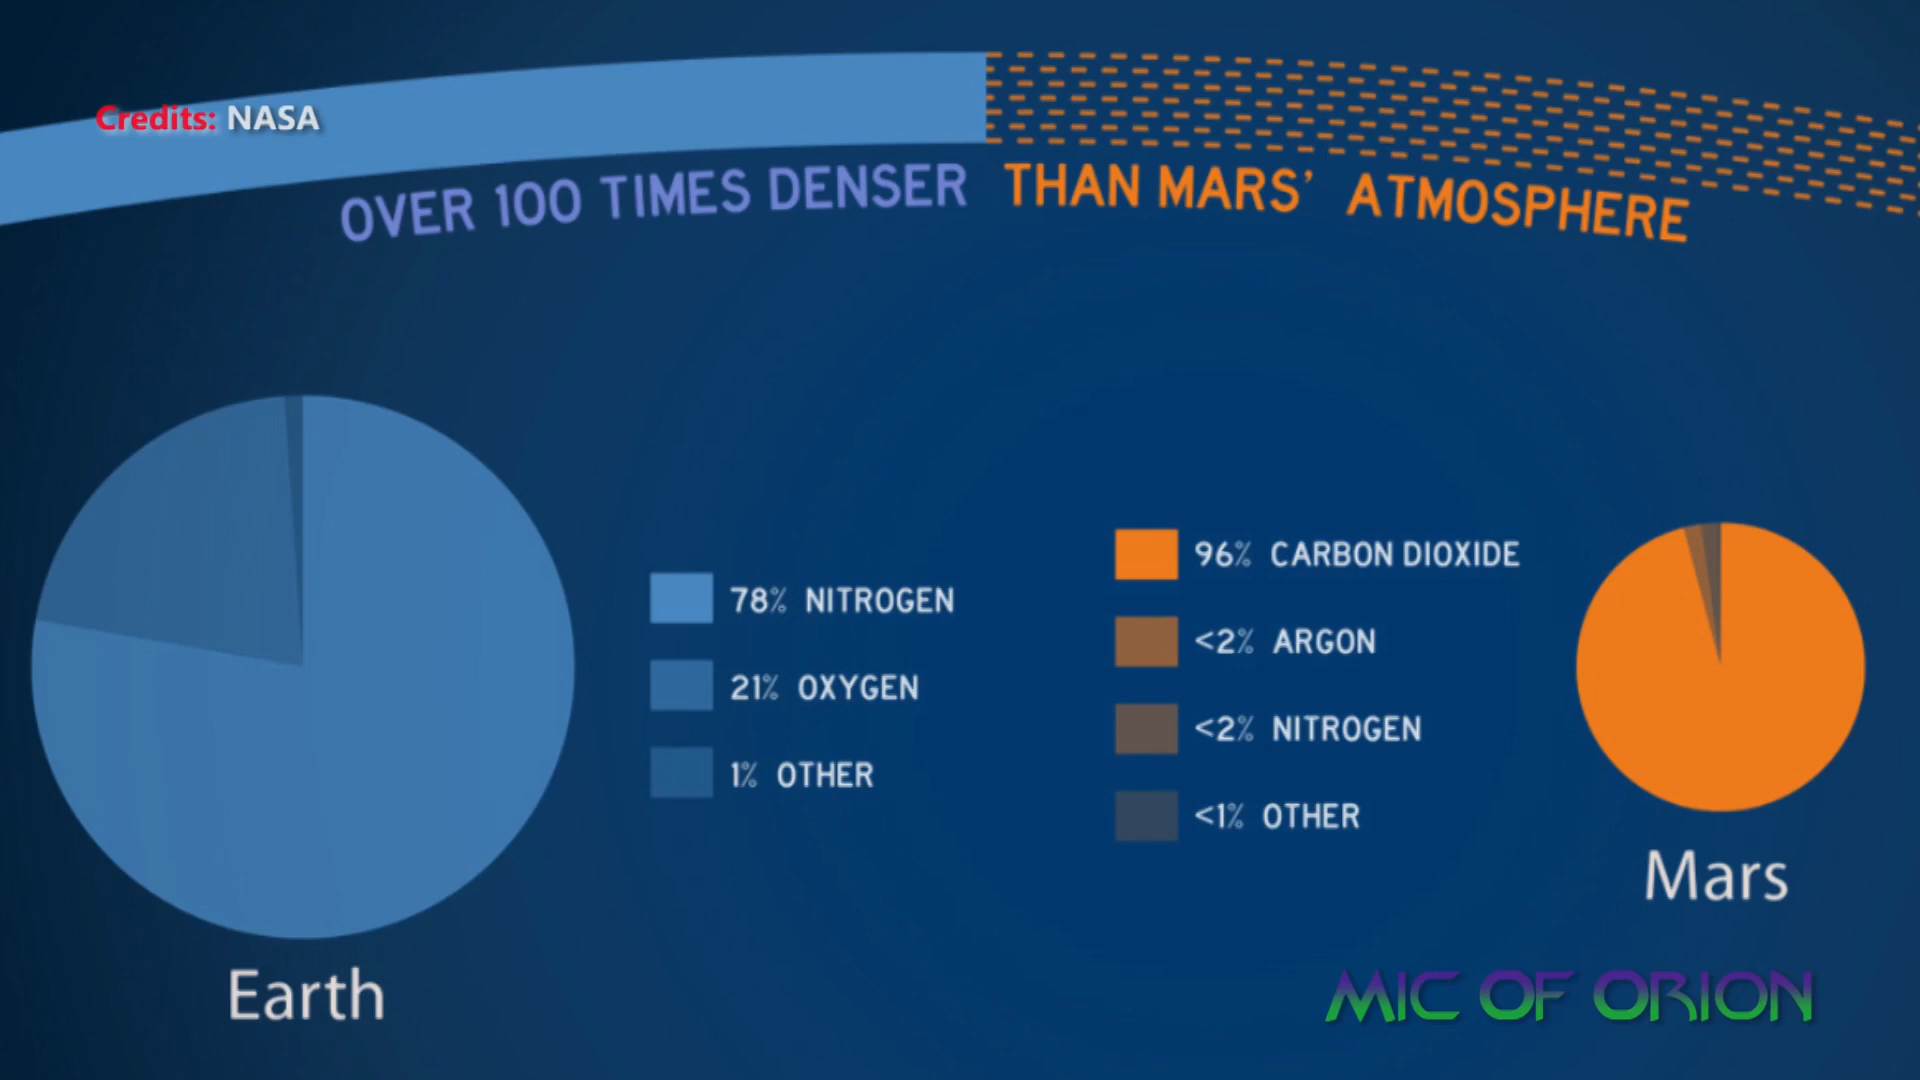 Credits: NASA
OVER 100 TIMES DENSER THAN MARS' ATMOSPHERE
78% NITROGEN
21% OXYGEN
1% OTHER
Earth
96% CARBON DIOXIDE
<2% ARGON
<2% NITROGEN
<1% OTHER
Mars
MIC OF ORION